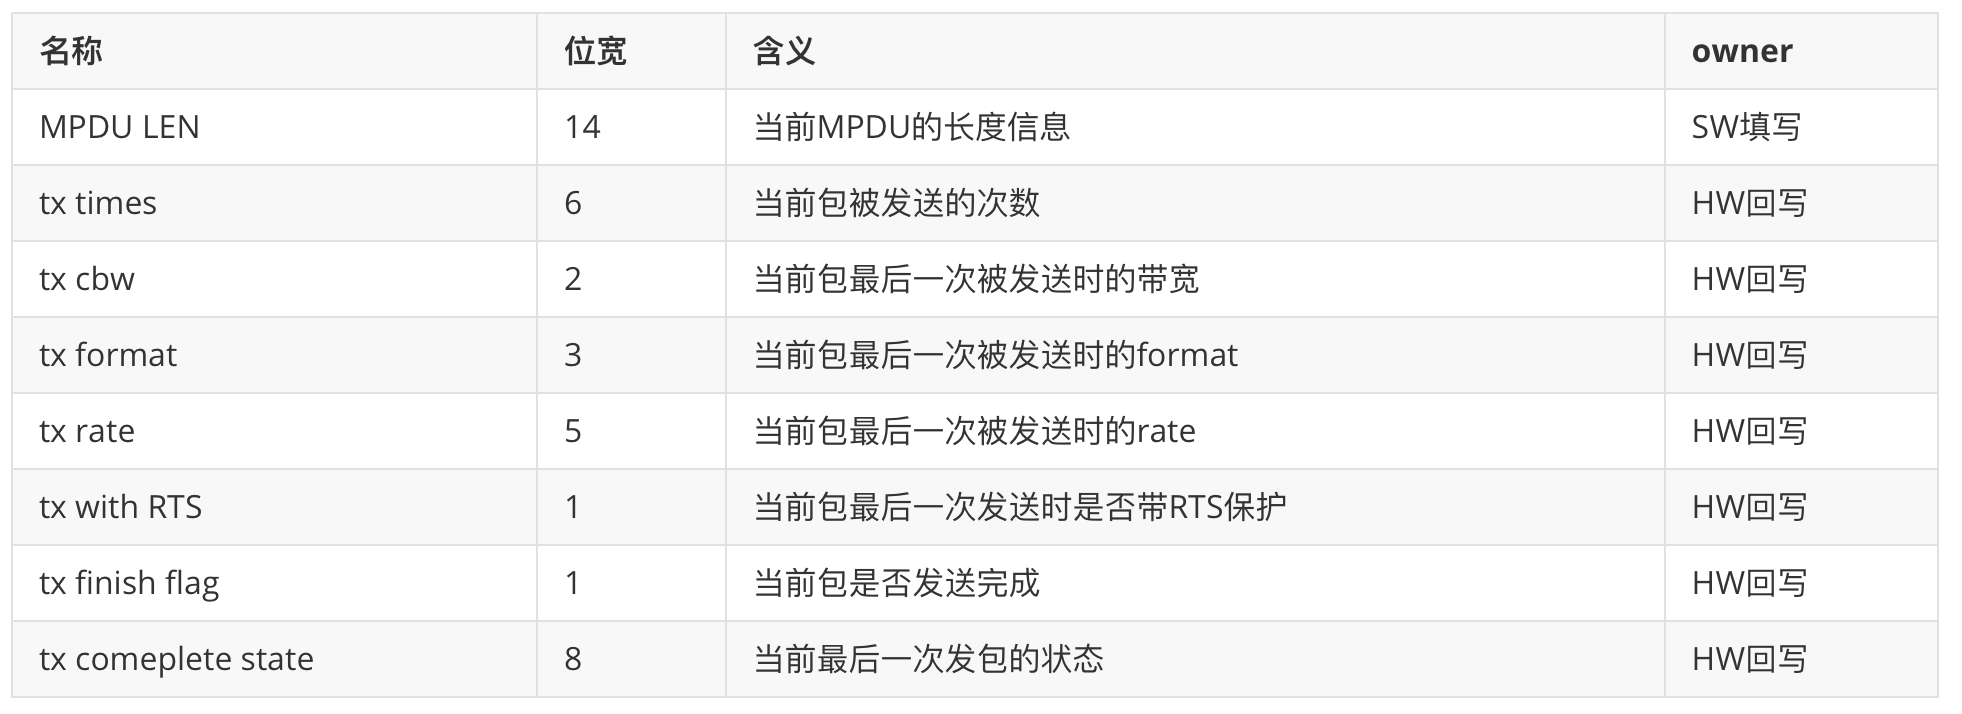 名称 位宽 含义 owner
MPDU LEN 14 当前MPDU的长度信息 SW填写
tx times 6 当前包被发送的次数 HW回写
tx cbw 2 当前包最后一次被发送时的带宽 HW回写
tx format 3 当前包最后一次被发送时的format HW回写
tx rate 5 当前包最后一次被发送时的rate HW回写
tx with RTS 1 当前包最后一次发送时是否带RTS保护 HW回写
tx finish flag 1 当前包是否发送完成 HW回写
tx comeplete state 8 当前最后一次发包的状态 HW回写